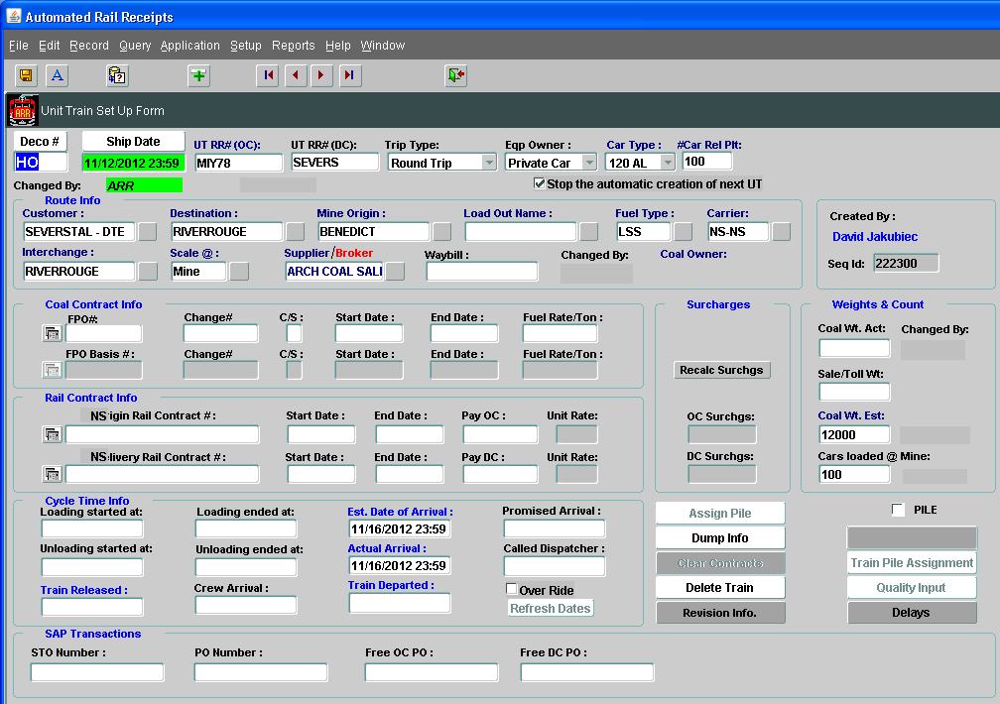 Automated Rail Receipts
File Edit Record Query Application Setup Reports Help Window
ARR Unit Train Set Up Form
Deco # Ship Date UT RR# (OC): UT RR# (DC): Trip Type: Eqp Owner : Car Type : #Car Rel Plt:
HO 11/12/2012 23:59 MIY78 SEVERS Round Trip Private Car 120 AL 100
Changed By: ARR Stop the automatic creation of next UT
Route Info
Customer : Destination : Mine Origin : Load Out Name : Fuel Type : Carrier: Created By :
SEVERSTAL - DTE RIVERROUGE BENEDICT LSS NS-NS David Jakubiec
Interchange : Scale @ : Supplier/Broker Waybill : Changed By: Coal Owner: Seq Id: 222300
RIVERROUGE Mine ARCH COAL SALI
Coal Contract Info Surcharges Weights & Count
FPO#: Change# C/S : Start Date : End Date : Fuel Rate/Ton : Coal Wt. Act: Changed By:
FPO Basis # : Change# C/S : Start Date : End Date : Fuel Rate/Ton :
Recalc Surchgs Sale/Toll Wt:
Rail Contract Info
NS igin Rail Contract # : Start Date : End Date : Pay OC : Unit Rate: OC Surchgs: Coal Wt. Est:
12000
NS livery Rail Contract # : Start Date : End Date : Pay DC : Unit Rate: DC Surchgs: Cars loaded @ Mine:
100
Cycle Time Info
Loading started at: Loading ended at: Est. Date of Arrival : Promised Arrival : Assign Pile PILE
11/16/2012 23:59
Unloading started at: Unloading ended at: Actual Arrival : Called Dispatcher : Dump Info
11/16/2012 23:59 Clear Contracts Train Pile Assignment
Train Released : Crew Arrival : Train Departed : Over Ride Delete Train Quality Input
Refresh Dates Revision Info. Delays
SAP Transactions
STO Number : PO Number : Free OC PO : Free DC PO :